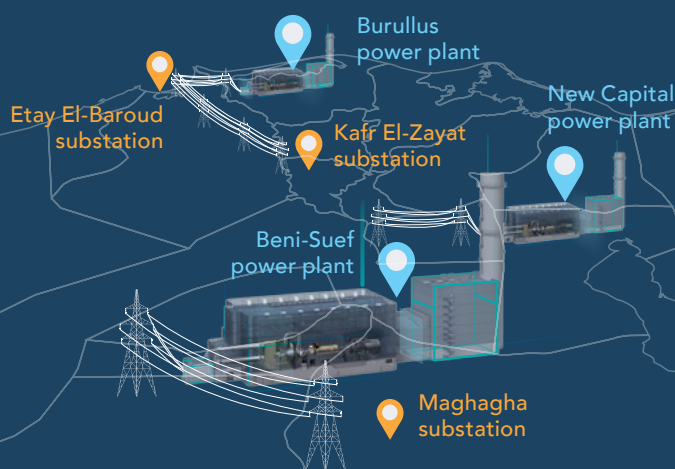 Burullus
power plant
Etay El-Baroud
substation
Kafr El-Zayat
substation
New Capital
power plant
Beni-Suef
power plant
Maghagha
substation